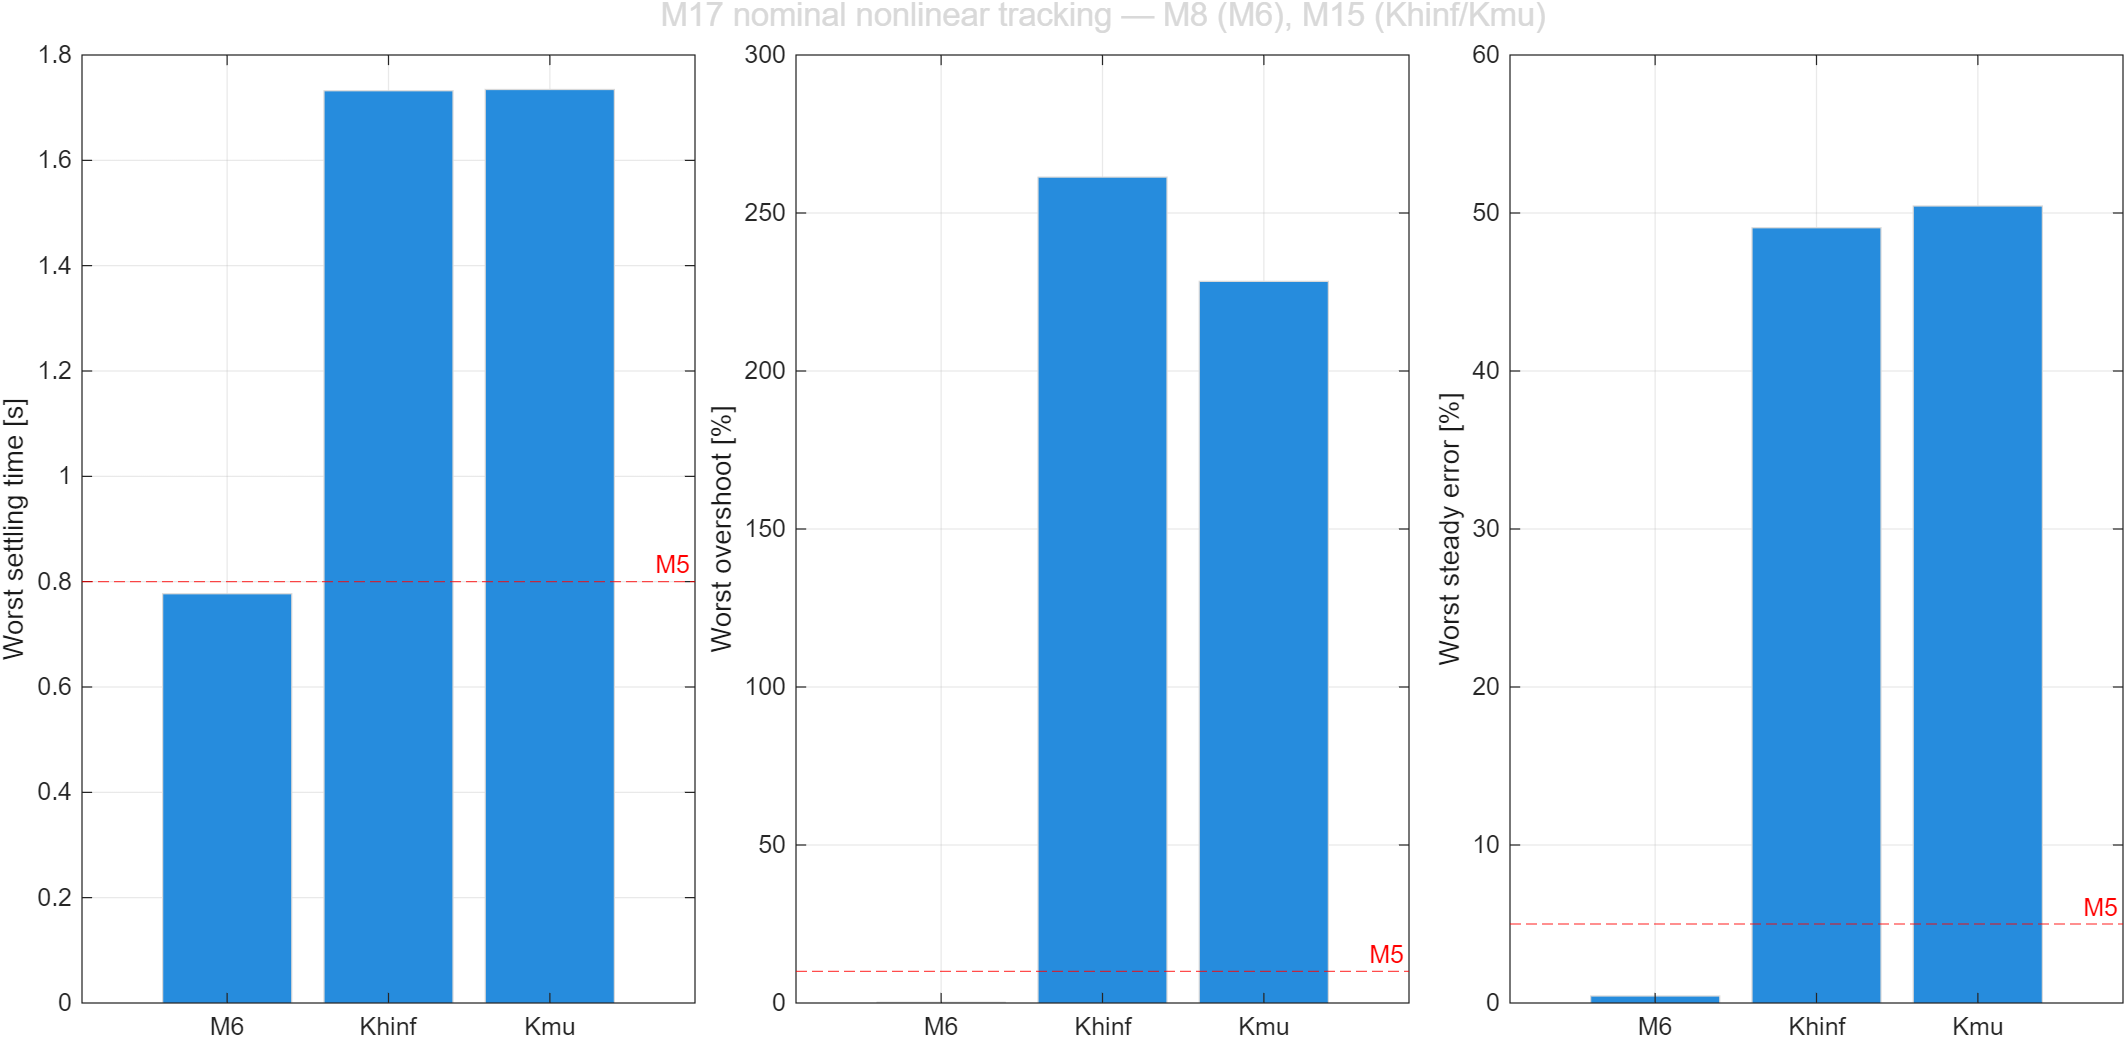 M17 nominal nonlinear tracking — M8 (M6), M15 (Khinf/Kmu)
Worst settling time [s]
1.8
1.6
1.4
1.2
1
0.8
0.6
0.4
0.2
0
M5
M6 Khinf Kmu
Worst overshoot [%]
300
250
200
150
100
50
0
M5
M6 Khinf Kmu
Worst steady error [%]
60
50
40
30
20
10
0
M5
M6 Khinf Kmu